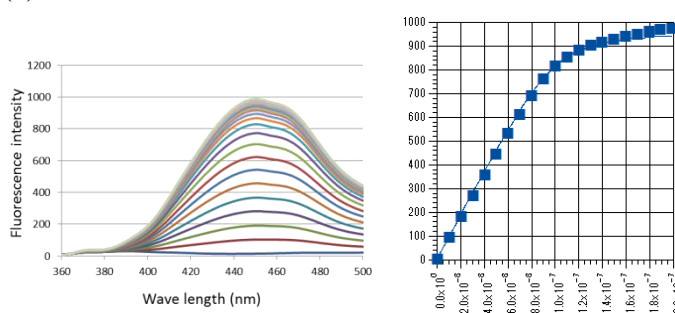 Fluorescence intensity
1200
1000
800
600
400
200
0
360
380
400
420
440
460
480
500
Wave length (nm)
1000
900
800
700
600
500
400
300
200
100
0
0.0x10⁰
2.0x10⁻⁸
4.0x10⁻⁸
6.0x10⁻⁸
8.0x10⁻⁸
1.0x10⁻⁷
1.2x10⁻⁷
1.4x10⁻⁷
1.6x10⁻⁷
1.8x10⁻⁷